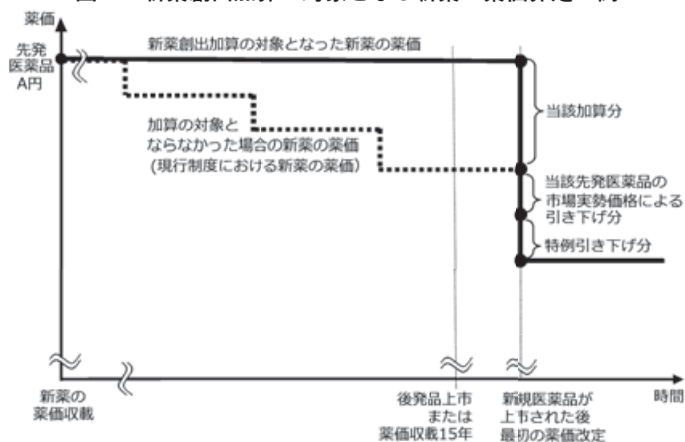 薬価
先発
医薬品
A円
新薬創出加算の対象となった新薬の薬価
加算の対象と
ならなかった場合の新薬の薬価
(現行制度における新薬の薬価)
当該加算分
当該先発医薬品の
市場実勢価格による
引き下げ分
特例引き下げ分
時間
新薬の
薬価収載
後発品上市
または
薬価収載15年
新規医薬品が
上市された後
最初の薬価改定